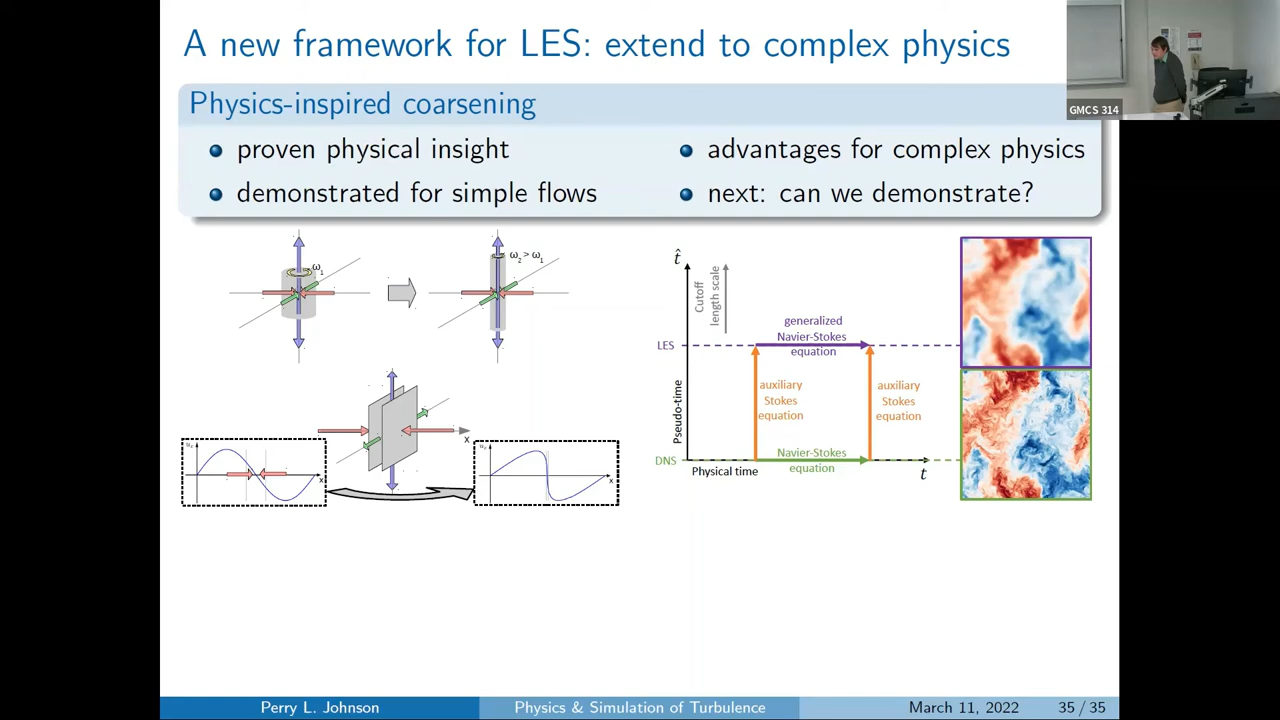 A new framework for LES: extend to complex physics
GMCS 314
Physics-inspired coarsening
proven physical insight
demonstrated for simple flows
advantages for complex physics
next: can we demonstrate?
ω1
ω2 > ω1
x
x
x
t̂
Cutoff
length scale
generalized
Navier-Stokes
equation
LES
auxiliary
Stokes
equation
auxiliary
Stokes
equation
Pseudo-time
DNS
Navier-Stokes
equation
Physical time
t
Perry L. Johnson
Physics & Simulation of Turbulence
March 11, 2022
35 / 35